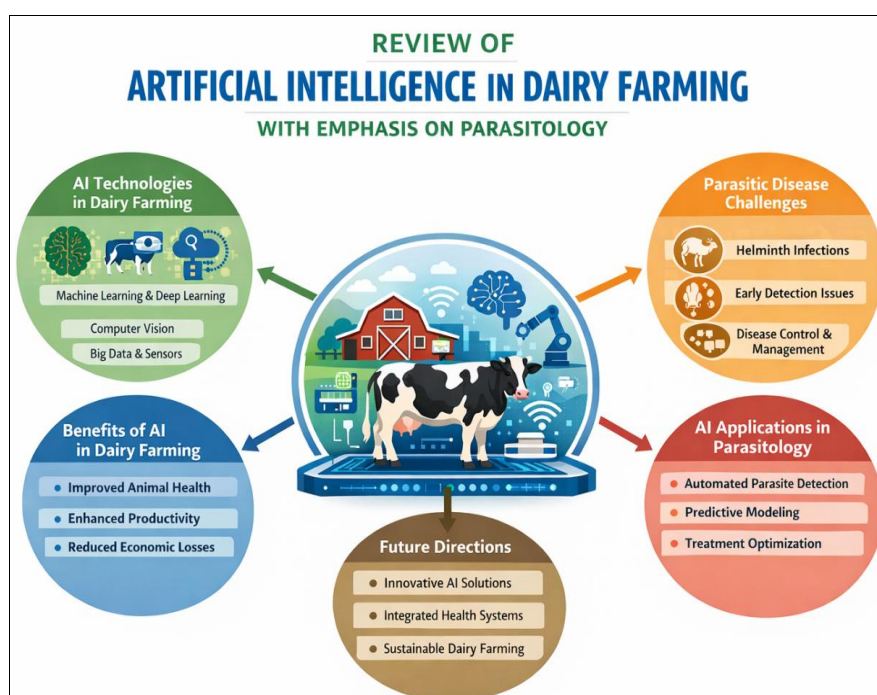 REVIEW OF
ARTIFICIAL INTELLIGENCE IN DAIRY FARMING
WITH EMPHASIS ON PARASITOLOGY
AI Technologies
in Dairy Farming
Machine Learning & Deep Learning
Computer Vision
Big Data & Sensors
Parasitic Disease
Challenges
Helminth Infections
Early Detection Issues
Disease Control &
Management
Benefits of AI
in Dairy Farming
• Improved Animal Health
• Enhanced Productivity
• Reduced Economic Losses
AI Applications in
Parasitology
• Automated Parasite Detection
• Predictive Modeling
• Treatment Optimization
Future Directions
• Innovative AI Solutions
• Integrated Health Systems
• Sustainable Dairy Farming